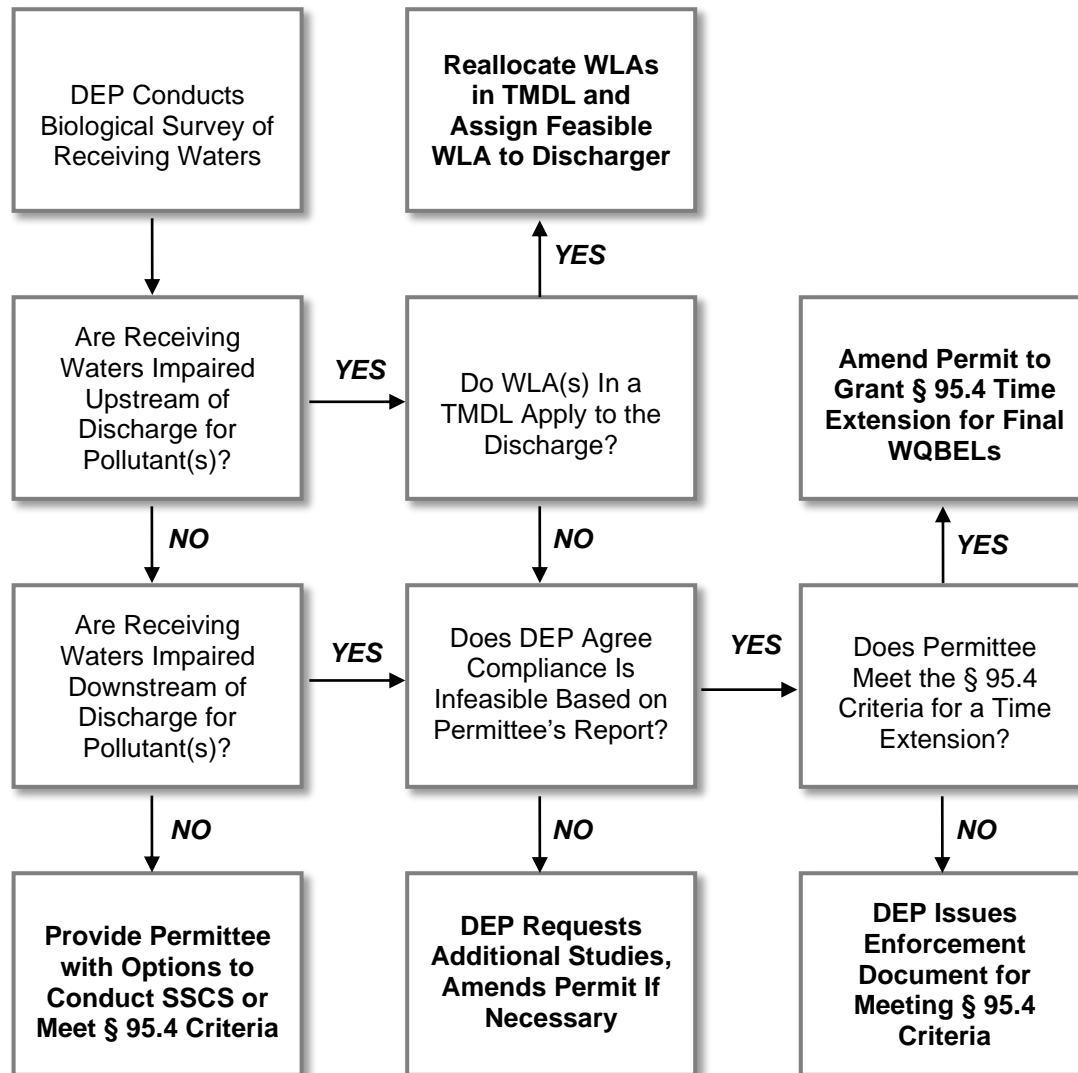 DEP Conducts
Biological Survey of
Receiving Waters
Reallocate WLAs
in TMDL and
Assign Feasible
WLA to Discharger
YES
Are Receiving
Waters Impaired
Upstream of
Discharge for
Pollutant(s)?
YES
Do WLA(s) In a
TMDL Apply to the
Discharge?
Amend Permit to
Grant § 95.4 Time
Extension for Final
WQBELs
NO
NO
YES
Are Receiving
Waters Impaired
Downstream of
Discharge for
Pollutant(s)?
YES
Does DEP Agree
Compliance Is
Infeasible Based on
Permittee’s Report?
YES
Does Permittee
Meet the § 95.4
Criteria for a Time
Extension?
NO
NO
NO
Provide Permittee
with Options to
Conduct SSCS or
Meet § 95.4 Criteria
DEP Requests
Additional Studies,
Amends Permit If
Necessary
DEP Issues
Enforcement
Document for
Meeting § 95.4
Criteria